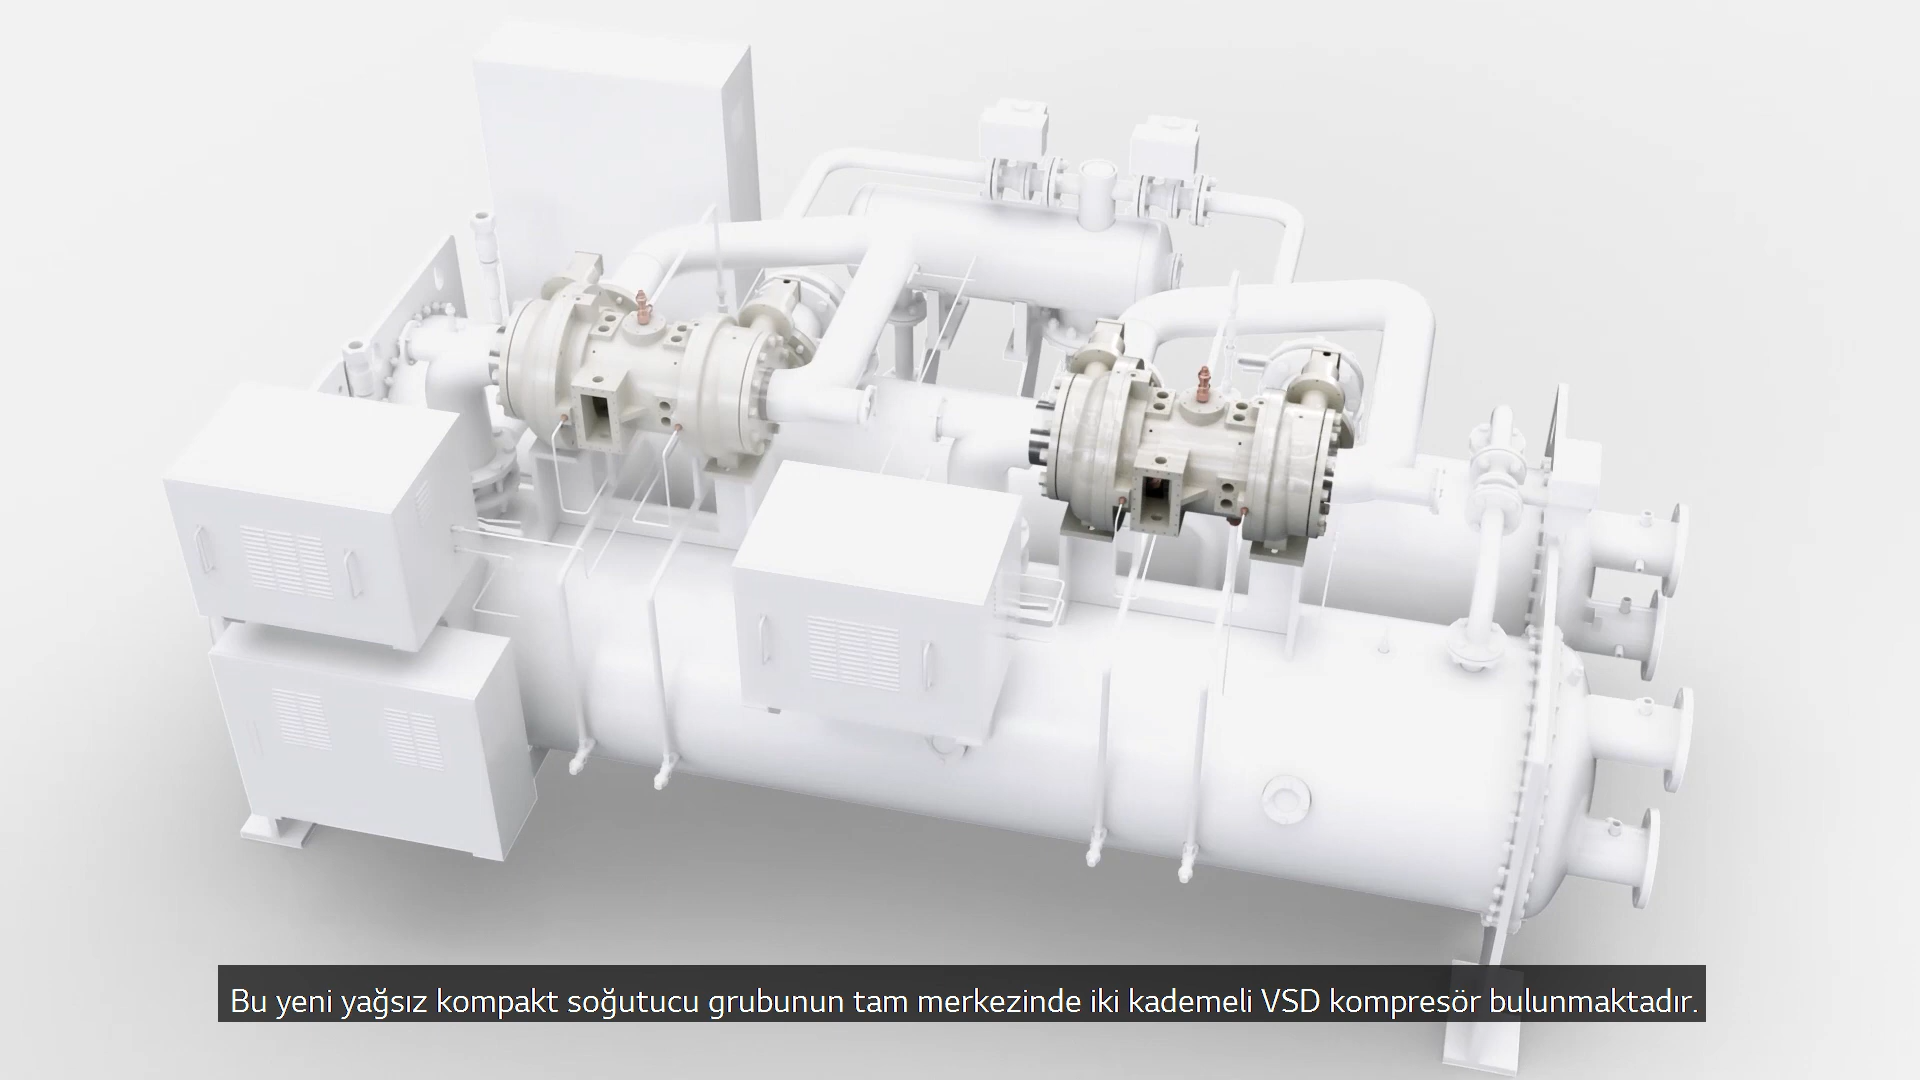 Bu yeni yağsız kompakt soğutucu grubunun tam merkezinde iki kademeli VSD kompresör bulunmaktadır.